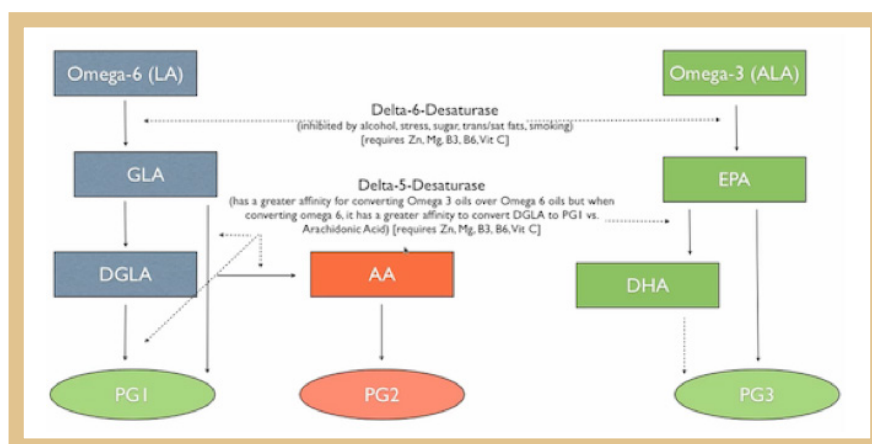 Omega-6 (LA)
Omega-3 (ALA)
Delta-6-Desaturase
(inhibited by alcohol, stress, sugar, trans/sat fats, smoking)
[requires Zn, Mg, B3, B6, Vit C]
GLA
EPA
Delta-5-Desaturase
(has a greater affinity for converting Omega 3 oils over Omega 6 oils but when
converting omega 6, it has a greater affinity to convert DGLA to PG1 vs.
Arachidonic Acid) [requires Zn, Mg, B3, B6, Vit C]
DGLA
AA
DHA
PG1
PG2
PG3